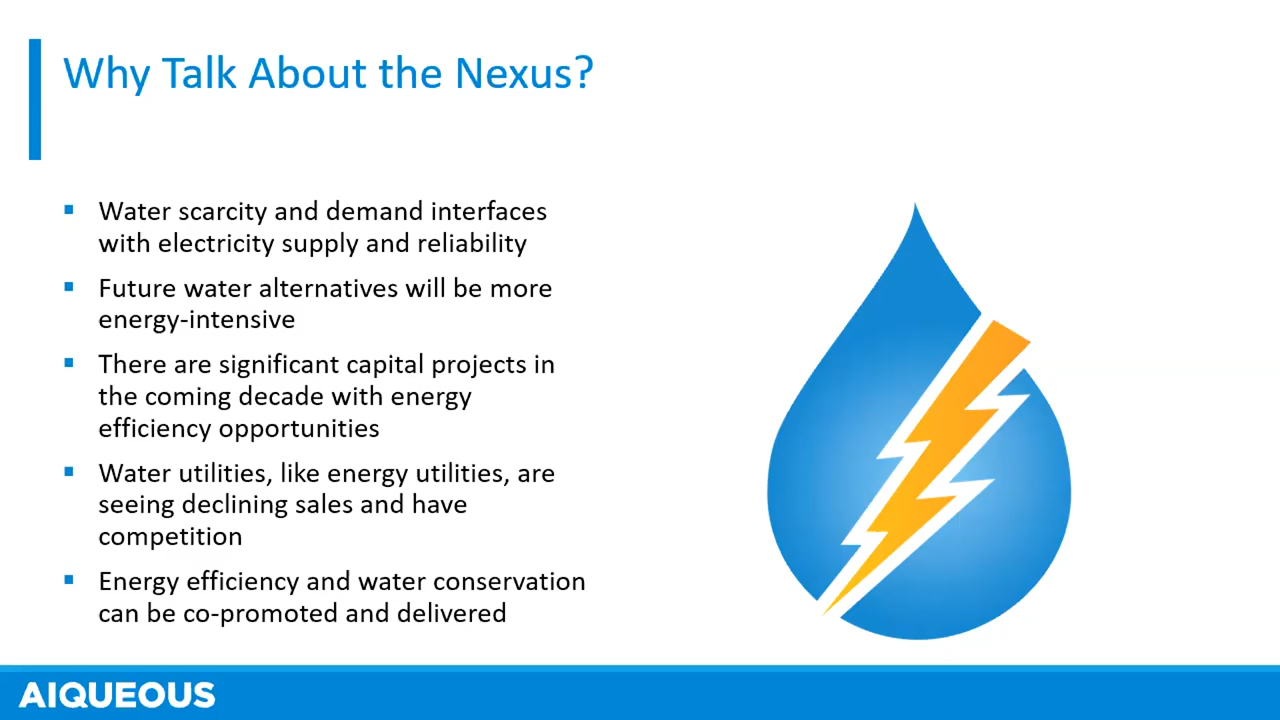 Why Talk About the Nexus?
▪ Water scarcity and demand interfaces
with electricity supply and reliability
▪ Future water alternatives will be more
energy-intensive
▪ There are significant capital projects in
the coming decade with energy
efficiency opportunities
▪ Water utilities, like energy utilities, are
seeing declining sales and have
competition
▪ Energy efficiency and water conservation
can be co-promoted and delivered
AIQUEOUS